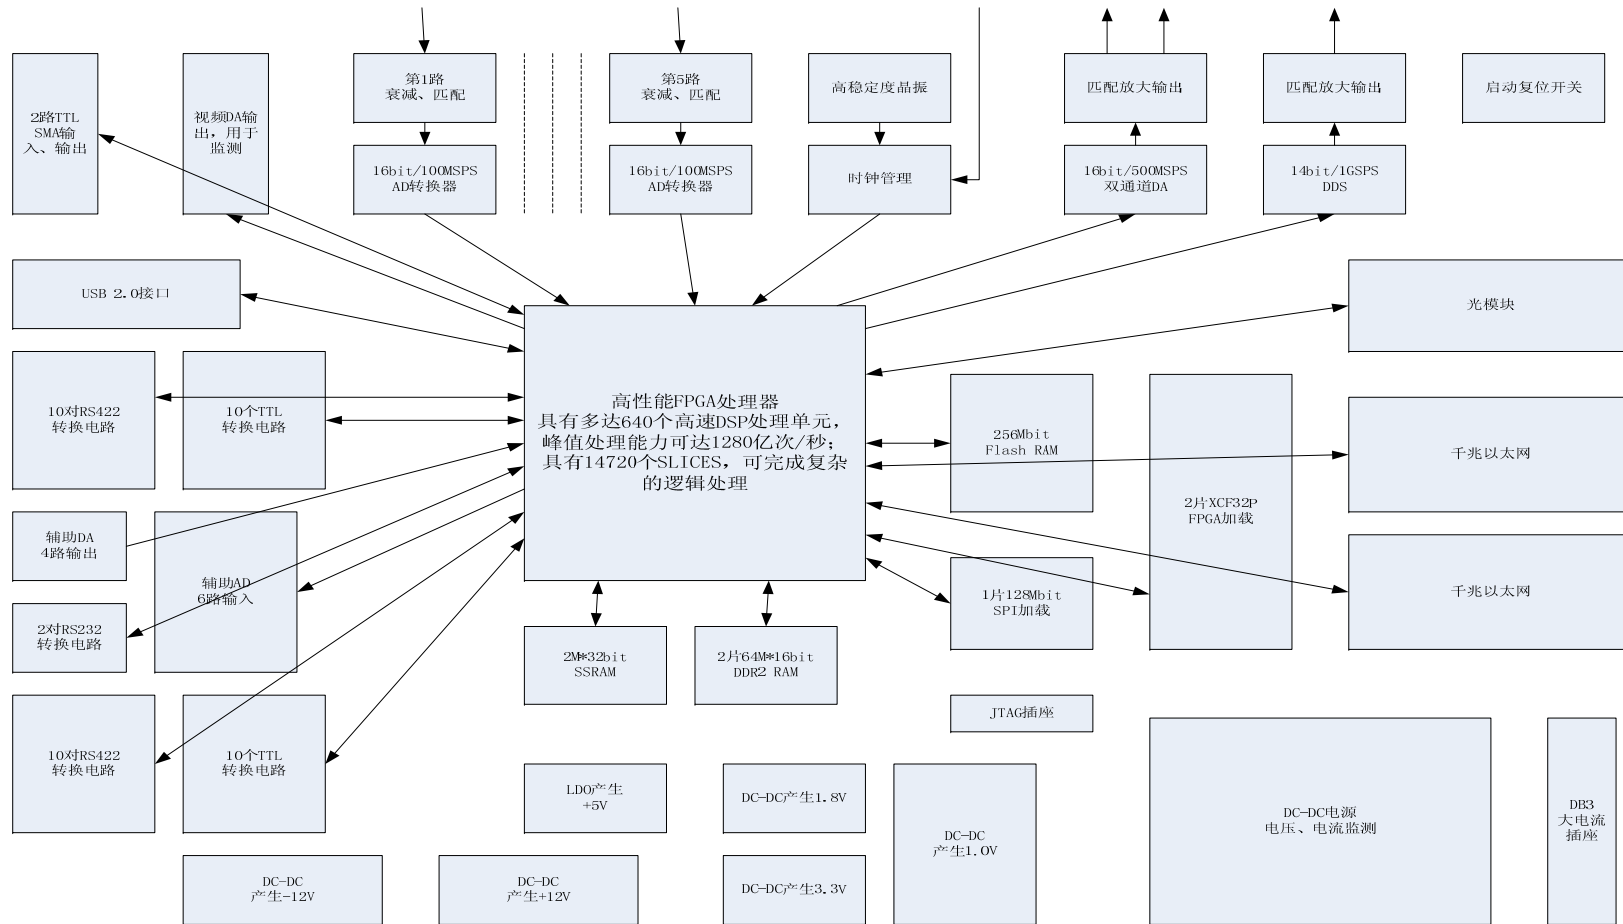 2路TTL
SMA输
入、输出
视频DA输
出，用于
监测
第1路
衰减、匹配
第5路
衰减、匹配
高稳定度晶振
匹配放大输出
匹配放大输出
启动复位开关
16bit/100MSPS
AD转换器
16bit/100MSPS
AD转换器
时钟管理
16bit/500MSPS
双通道DA
14bit/1GSPS
DDS
USB 2.0接口
光模块
10对RS422
转换电路
10个TTL
转换电路
高性能FPGA处理器
具有多达640个高速DSP处理单元，
峰值处理能力可达1280亿次/秒；
具有14720个SLICES，可完成复杂
的逻辑处理
256Mbit
Flash RAM
2片XCF32P
FPGA加载
千兆以太网
辅助DA
4路输出
辅助AD
6路输入
1片128Mbit
SPI加载
千兆以太网
2对RS232
转换电路
2M*32bit
SSRAM
2片64M*16bit
DDR2 RAM
JTAG插座
10对RS422
转换电路
10个TTL
转换电路
LDO产生
+5V
DC-DC产生1.8V
DC-DC
产生1.0V
DC-DC电源
电压、电流监测
DB3
大电流
插座
DC-DC
产生-12V
DC-DC
产生+12V
DC-DC产生3.3V